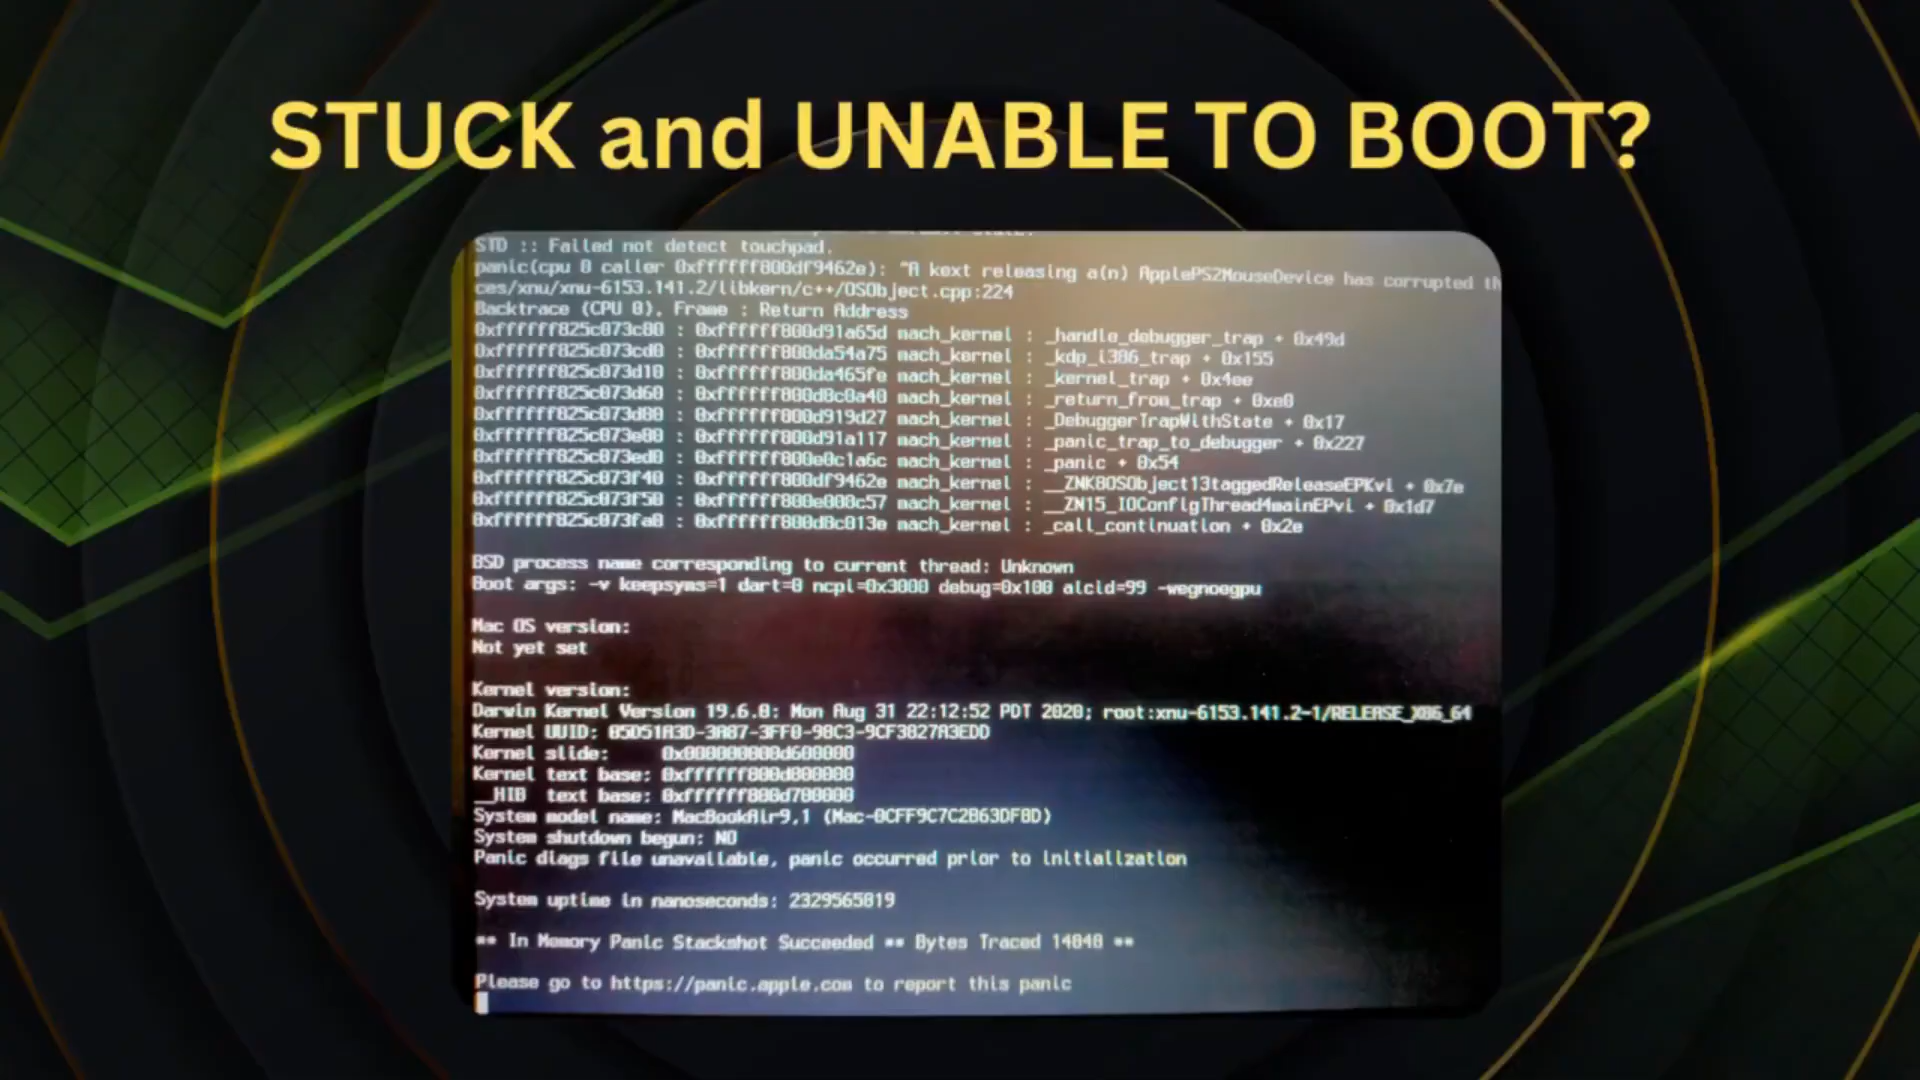 STUCK and UNABLE TO BOOT?
STD :: Failed not detect touchpad.
panic(cpu 0 caller 0xffffff800df9462e): "A kext releasing a(n) ApplePS2MouseDevice has corrupted
ces/xnu/xnu-6153.141.2/libkern/c++/OSObject.cpp:224
Backtrace (CPU 0), Frame : Return Address
0xffffff825c073c80 : 0xffffff800d91a65d mach_kernel : _handle_debugger_trap + 0x49d
0xffffff825c073cd0 : 0xffffff800da54a75 mach_kernel : _kdp_i386_trap + 0x155
0xffffff825c073d10 : 0xffffff800da465fe mach_kernel : _kernel_trap + 0x4ee
0xffffff825c073d60 : 0xffffff800d8c0a40 mach_kernel : _return_from_trap + 0xe0
0xffffff825c073d80 : 0xffffff800d919d27 mach_kernel : _DebuggerTrapWithState + 0x17
0xffffff825c073e80 : 0xffffff800d91a117 mach_kernel : _panic_trap_to_debugger + 0x227
0xffffff825c073ed0 : 0xffffff800e0c1a6c mach_kernel : _panic + 0x54
0xffffff825c073f40 : 0xffffff800df9462e mach_kernel : __ZNK8OSObject13taggedReleaseEPKvi + 0x7e
0xffffff825c073f50 : 0xffffff800e008c57 mach_kernel : __ZN15_IOConfigThread4mainEPvi + 0x1d7
0xffffff825c073fa0 : 0xffffff800d8c013e mach_kernel : _call_continuation + 0x2e
BSD process name corresponding to current thread: Unknown
Boot args: -v keepsyms=1 dart=0 npci=0x3000 debug=0x100 alcid=99 -wegnoegpu
Mac OS version:
Not yet set
Kernel version:
Darwin Kernel Version 19.6.0: Mon Aug 31 22:12:52 PDT 2020; root:xnu-6153.141.2~1/RELEASE_X86_64
Kernel UUID: 05D51A3D-3A87-3FF0-98C3-9CF3827A3EDD
Kernel slide: 0x000000000d600000
Kernel text base: 0xffffff800d800000
__HIB text base: 0xffffff800d700000
System model name: MacBookAir9,1 (Mac-0CFF9C7C2B63DF8D)
System shutdown begun: NO
Panic diags file unavailable, panic occurred prior to initialization
System uptime in nanoseconds: 2329565819
** In Memory Panic Stackshot Succeeded ** Bytes Traced 14048 **
Please go to https://panic.apple.com to report this panic